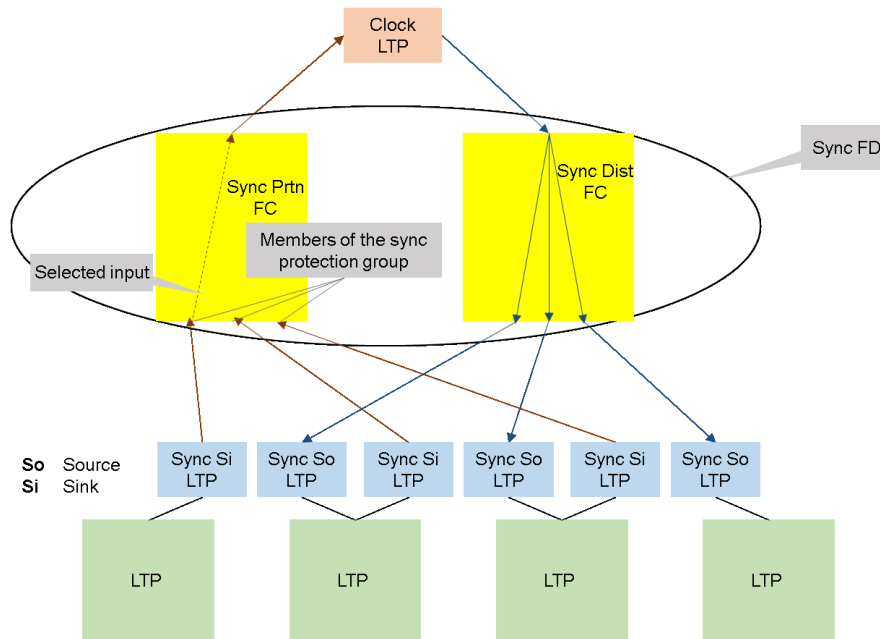 Clock
LTP
Sync FD
Sync Prtn
FC
Sync Dist
FC
Members of the sync
protection group
Selected input
So Source
Si Sink
Sync Si
LTP
Sync So
LTP
Sync Si
LTP
Sync So
LTP
Sync Si
LTP
Sync So
LTP
LTP
LTP
LTP
LTP